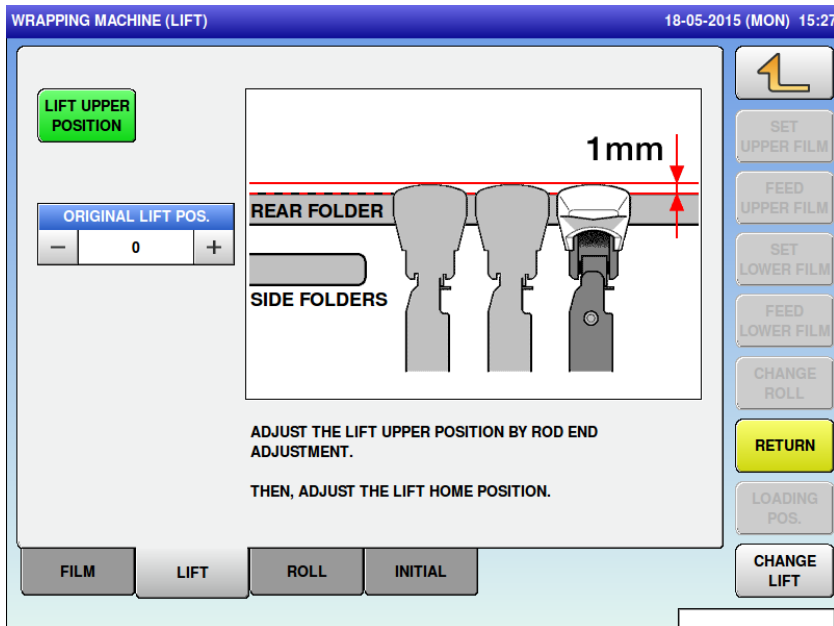 WRAPPING MACHINE (LIFT) 18-05-2015 (MON) 15:27
LIFT UPPER
POSITION
ORIGINAL LIFT POS.
− 0 +
1mm
REAR FOLDER
SIDE FOLDERS
ADJUST THE LIFT UPPER POSITION BY ROD END
ADJUSTMENT.
THEN, ADJUST THE LIFT HOME POSITION.
SET
UPPER FILM
FEED
UPPER FILM
SET
LOWER FILM
FEED
LOWER FILM
CHANGE
ROLL
RETURN
LOADING
POS.
CHANGE
LIFT
FILM LIFT ROLL INITIAL